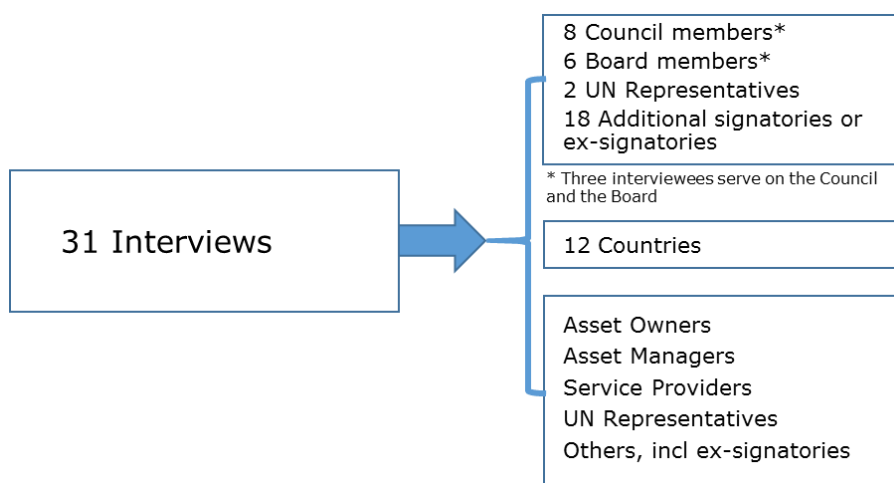 31 Interviews
8 Council members*
6 Board members*
2 UN Representatives
18 Additional signatories or
ex-signatories
* Three interviewees serve on the Council
and the Board
12 Countries
Asset Owners
Asset Managers
Service Providers
UN Representatives
Others, incl ex-signatories